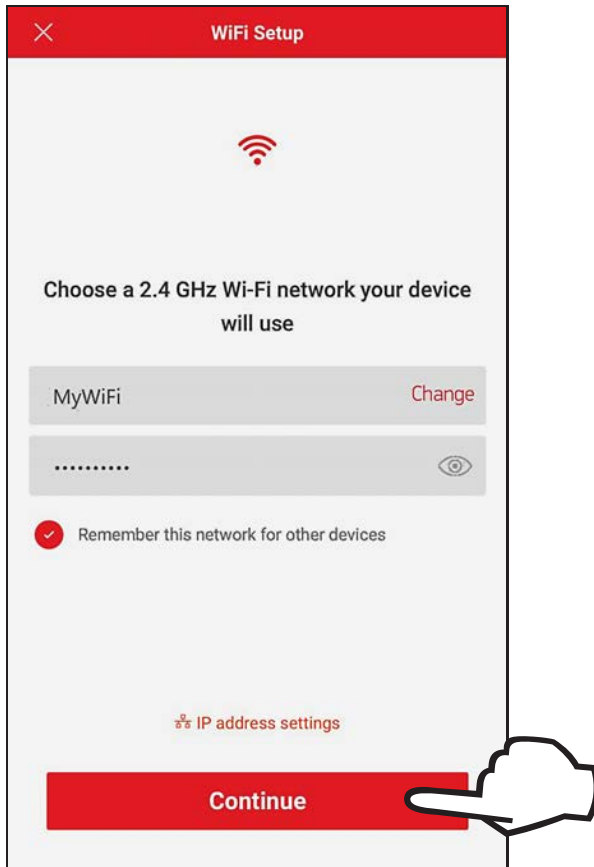 WiFi Setup
Choose a 2.4 GHz Wi-Fi network your device
will use
MyWiFi Change
••••••••••
Remember this network for other devices
IP address settings
Continue